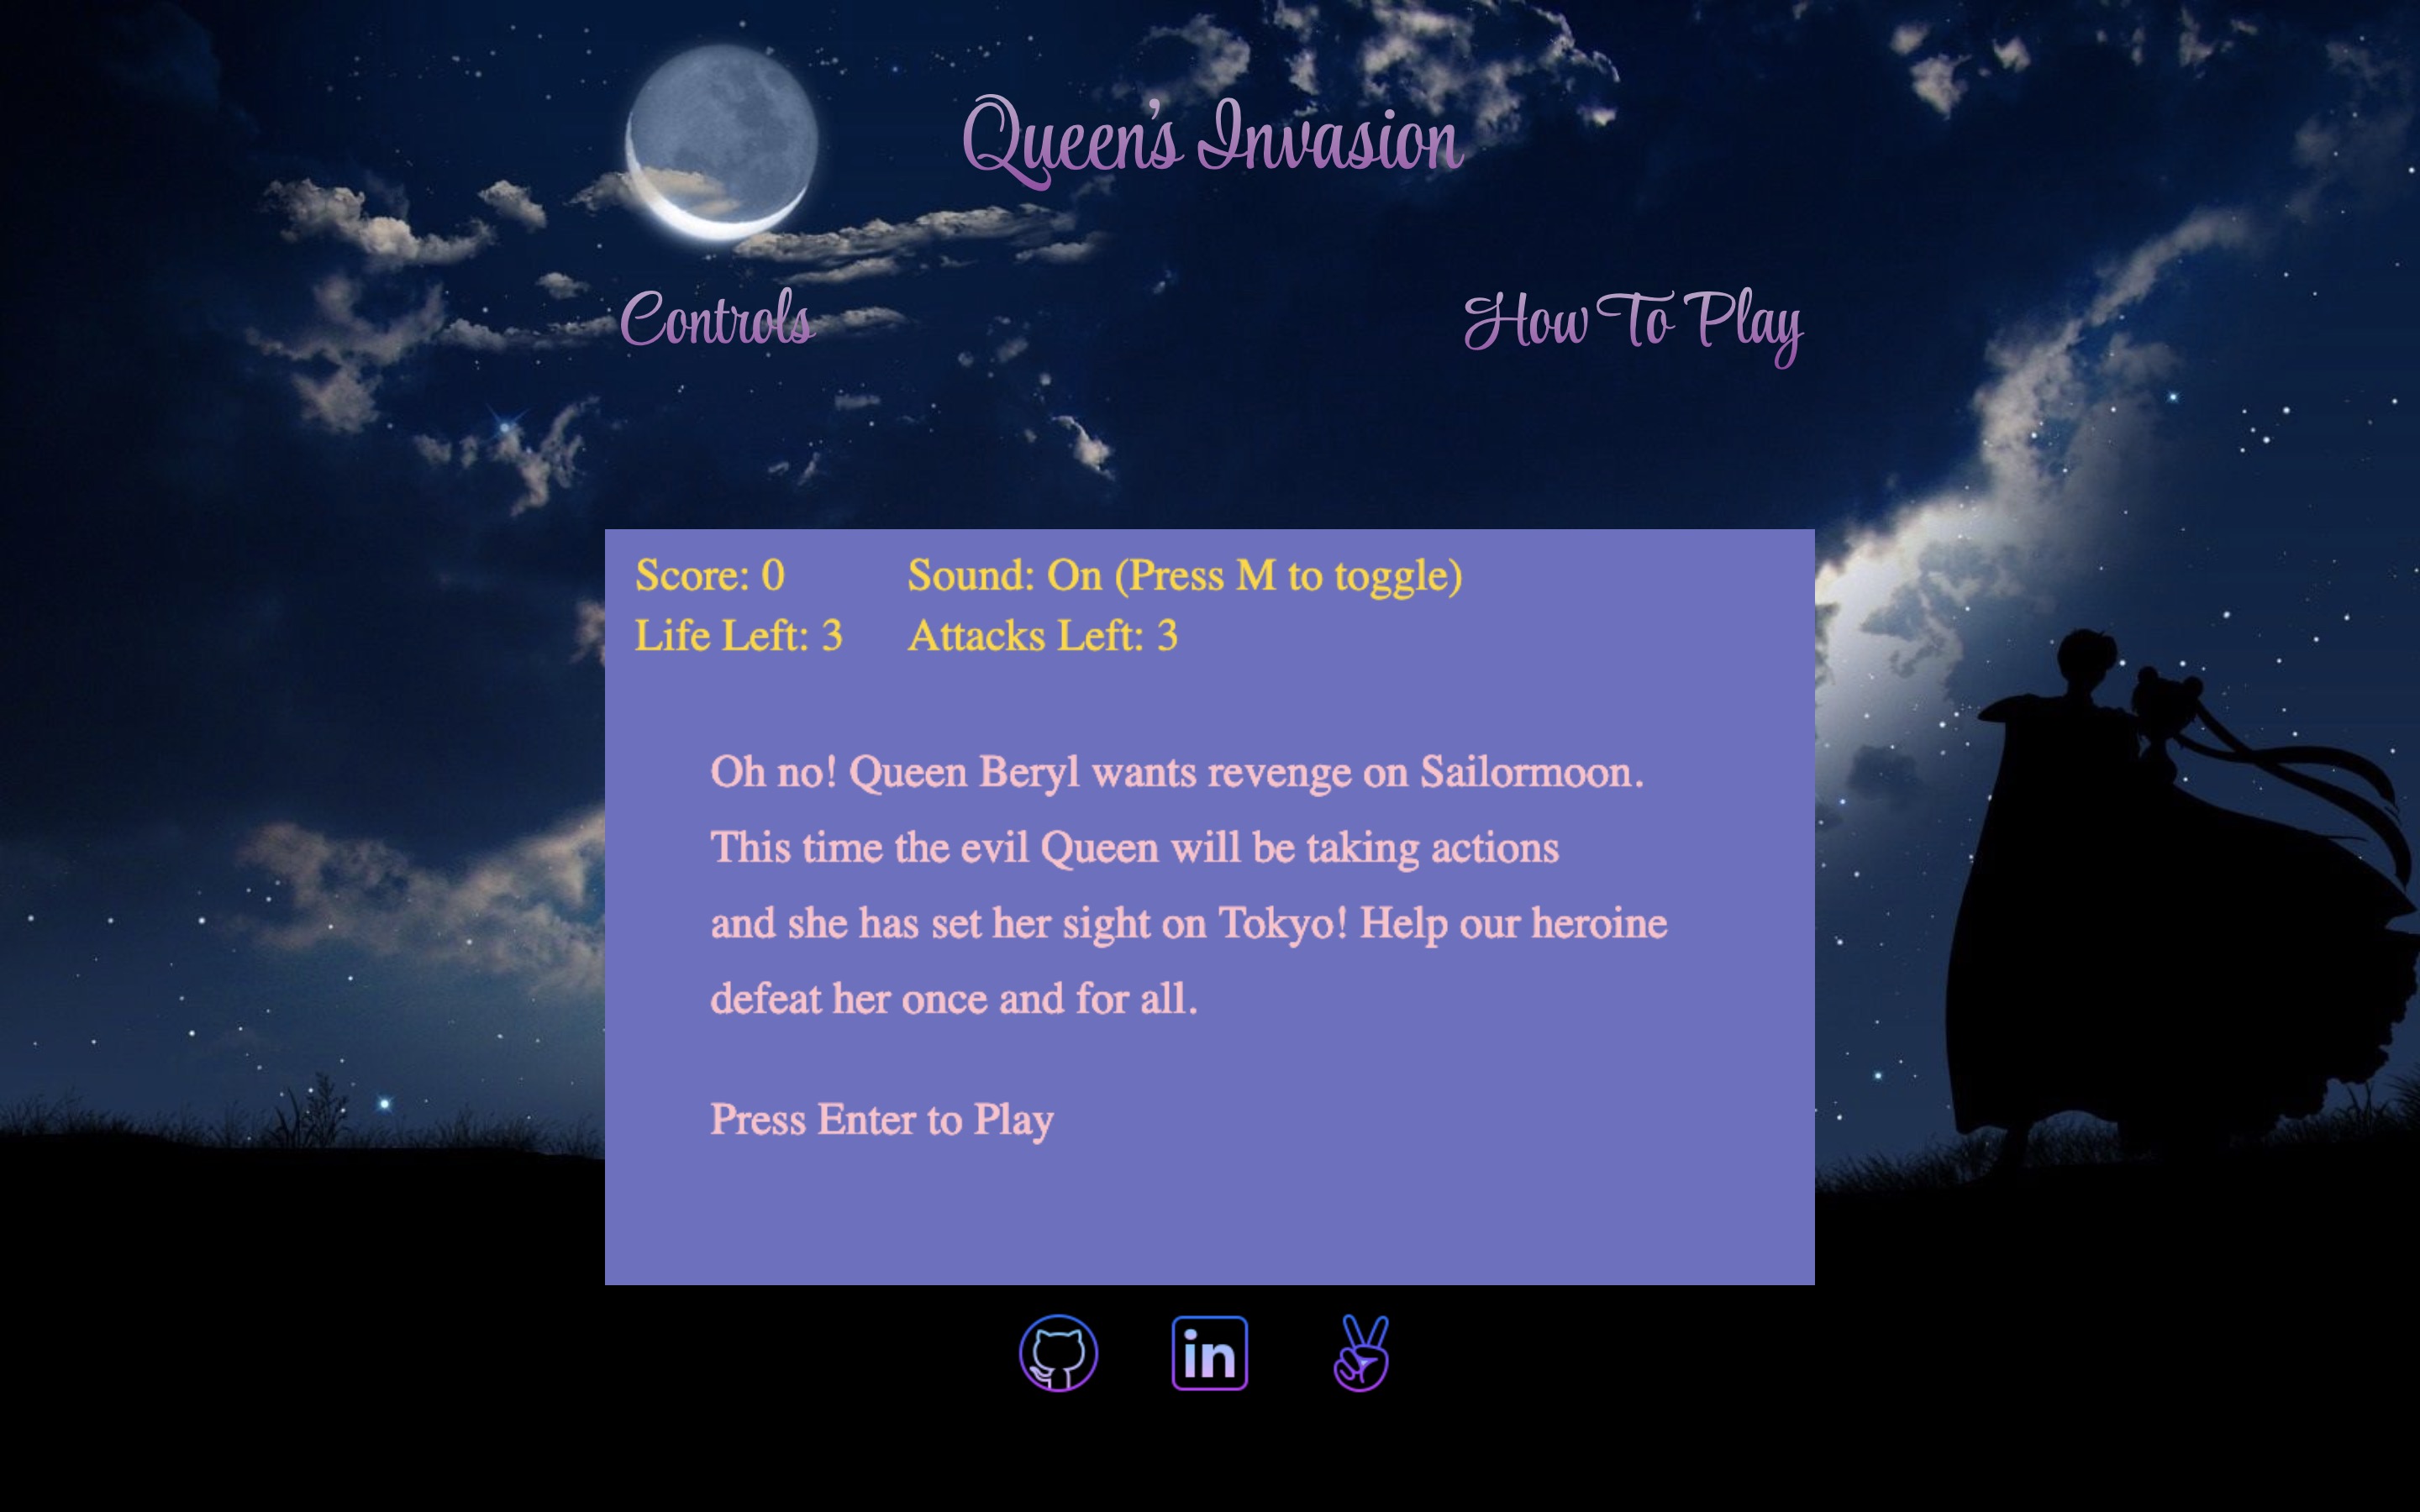 Queen's Invasion
Controls
How To Play
Score: 0
Sound: On (Press M to toggle)
Life Left: 3
Attacks Left: 3
Oh no! Queen Beryl wants revenge on Sailormoon.
This time the evil Queen will be taking actions
and she has set her sight on Tokyo! Help our heroine
defeat her once and for all.
Press Enter to Play
in